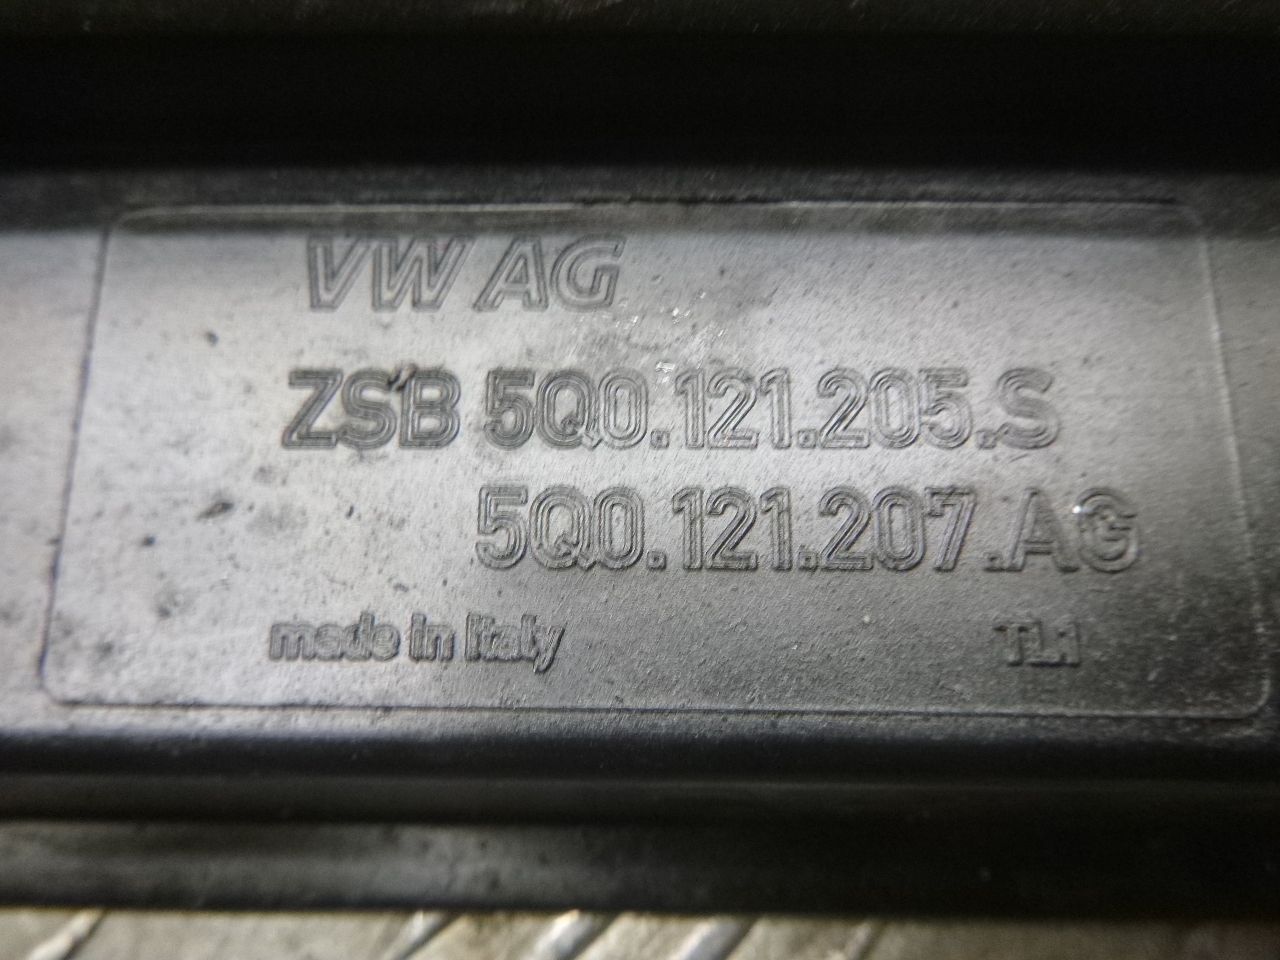 VW AG
ZSB 5Q0.121.205.S
5Q0.121.207.AG
made in Italy TL1